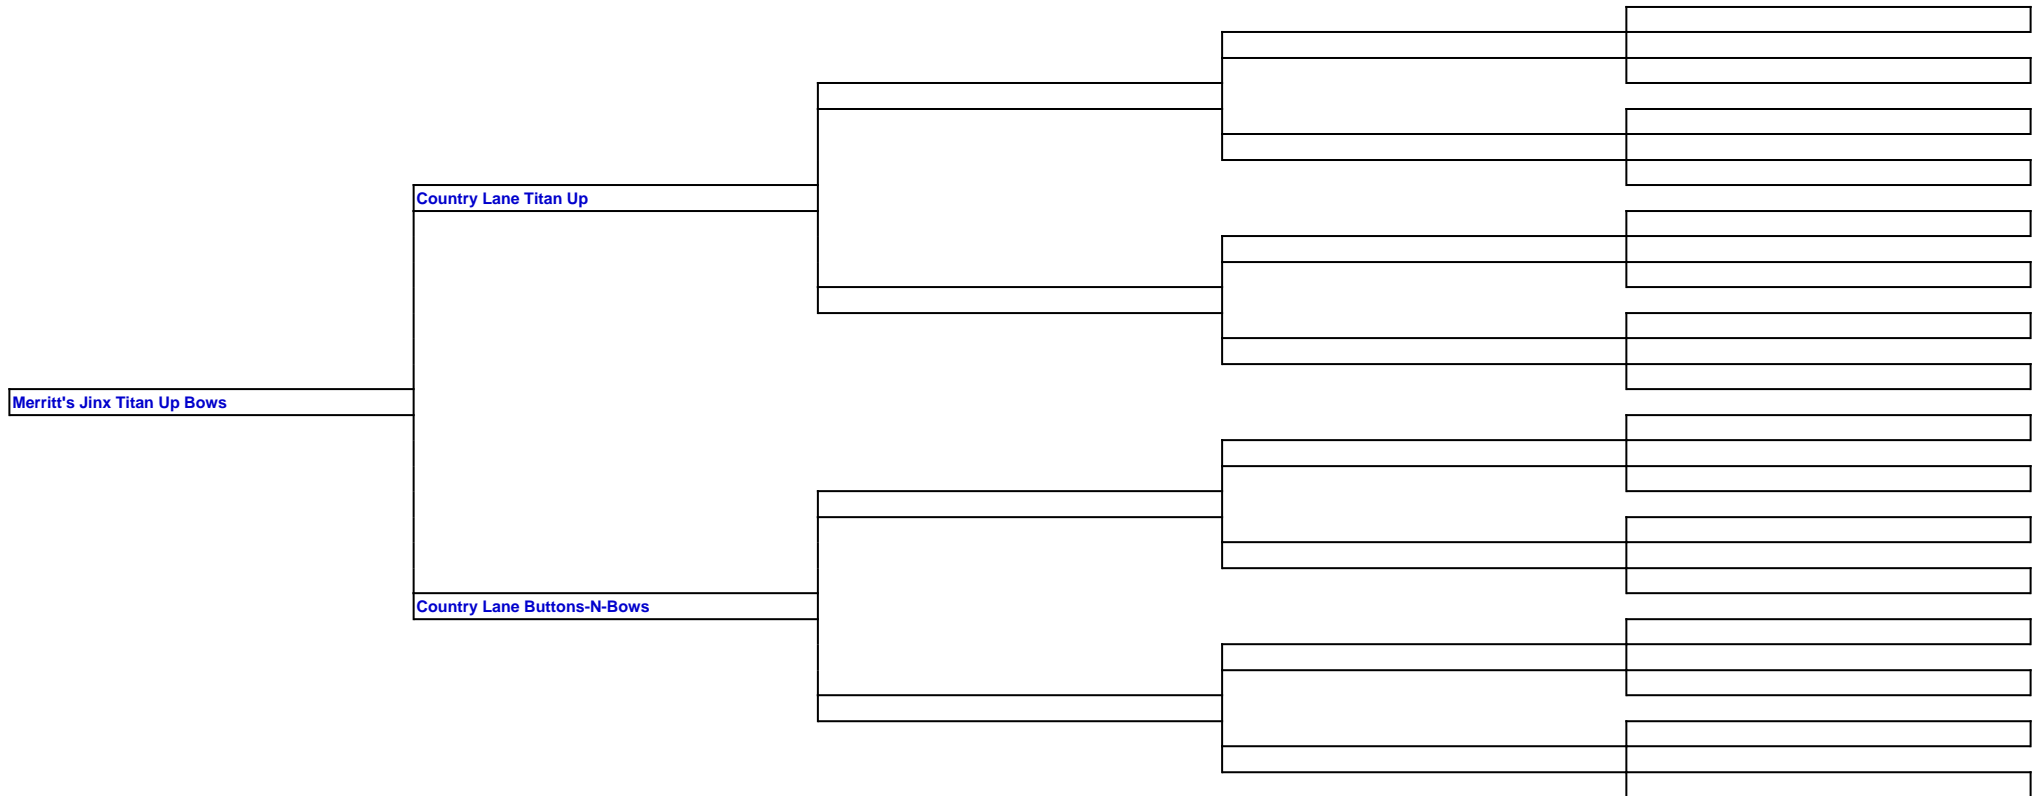 Country Lane Titan Up
Merritt's Jinx Titan Up Bows
Country Lane Buttons-N-Bows